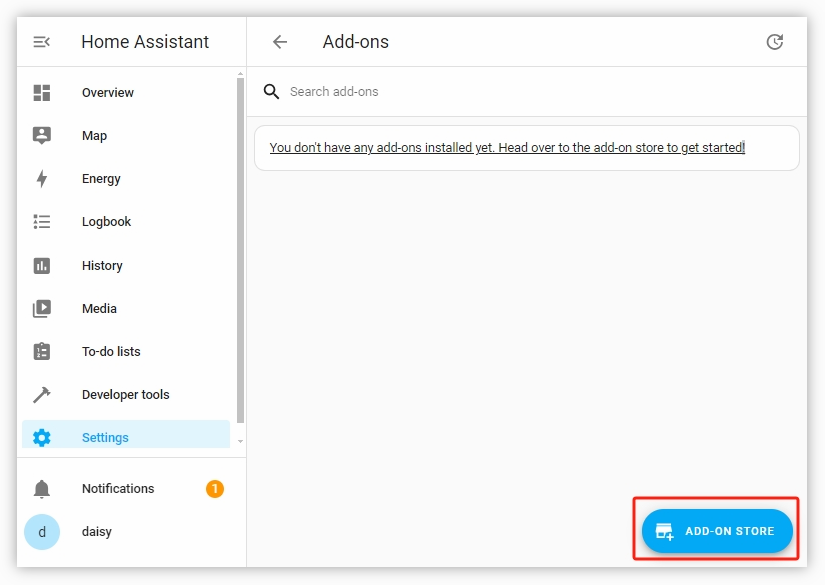 Home Assistant
Add-ons
Overview
Map
Energy
Logbook
History
Media
To-do lists
Developer tools
Settings
Notifications
1
d
daisy
Search add-ons
You don't have any add-ons installed yet. Head over to the add-on store to get started!
ADD-ON STORE